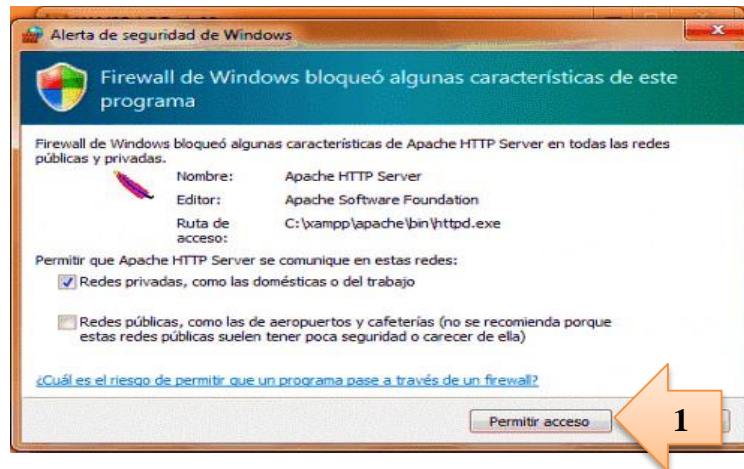 Alerta de seguridad de Windows
Firewall de Windows bloqueó algunas características de este
programa
Firewall de Windows bloqueó algunas características de Apache HTTP Server en todas las redes
públicas y privadas.
Nombre: Apache HTTP Server
Editor: Apache Software Foundation
Ruta de C:\xampp\apache\bin\httpd.exe
acceso:
Permitir que Apache HTTP Server se comunique en estas redes:
Redes privadas, como las domésticas o del trabajo
Redes públicas, como las de aeropuertos y cafeterías (no se recomienda porque
estas redes públicas suelen tener poca seguridad o carecer de ella)
¿Cuál es el riesgo de permitir que un programa pase a través de un firewall?
Permitir acceso 1